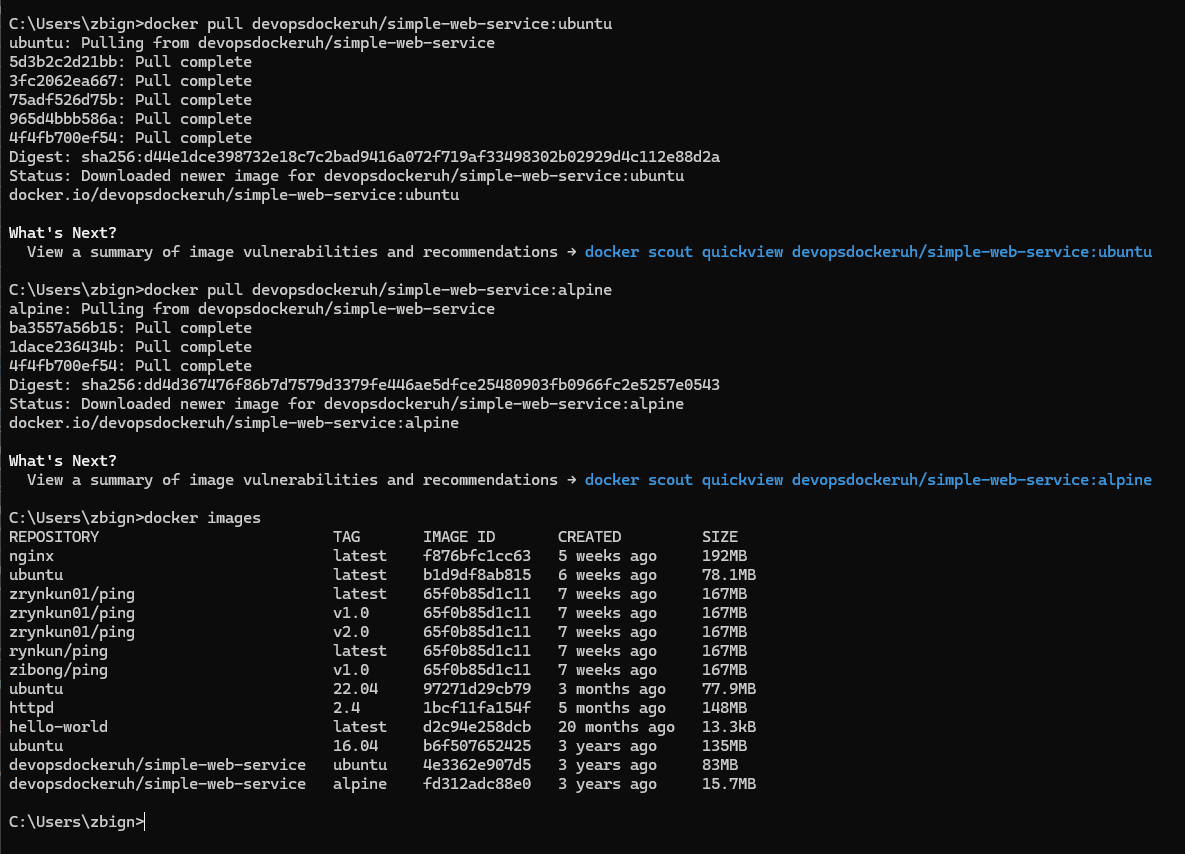 C:\Users\zbign>docker pull devopsdockeruh/simple-web-service:ubuntu
ubuntu: Pulling from devopsdockeruh/simple-web-service
5d3b2c2d21bb: Pull complete
3fc2062ea667: Pull complete
75adf526d75b: Pull complete
965d4bbb586a: Pull complete
4f4fb700ef54: Pull complete
Digest: sha256:d44e1dce398732e18c7c2bad9416a072f719af33498302b02929d4c112e88d2a
Status: Downloaded newer image for devopsdockeruh/simple-web-service:ubuntu
docker.io/devopsdockeruh/simple-web-service:ubuntu

What's Next?
  View a summary of image vulnerabilities and recommendations → docker scout quickview devopsdockeruh/simple-web-service:ubuntu

C:\Users\zbign>docker pull devopsdockeruh/simple-web-service:alpine
alpine: Pulling from devopsdockeruh/simple-web-service
ba3557a56b15: Pull complete
1dace236434b: Pull complete
4f4fb700ef54: Pull complete
Digest: sha256:dd4d367476f86b7d7579d3379fe446ae5dfce25480903fb0966fc2e5257e0543
Status: Downloaded newer image for devopsdockeruh/simple-web-service:alpine
docker.io/devopsdockeruh/simple-web-service:alpine

What's Next?
  View a summary of image vulnerabilities and recommendations → docker scout quickview devopsdockeruh/simple-web-service:alpine

C:\Users\zbign>docker images
REPOSITORY                          TAG       IMAGE ID       CREATED         SIZE
nginx                               latest    f876bfc1cc63   5 weeks ago     192MB
ubuntu                              latest    b1d9df8ab815   6 weeks ago     78.1MB
zrynkun01/ping                      latest    65f0b85d1c11   7 weeks ago     167MB
zrynkun01/ping                      v1.0      65f0b85d1c11   7 weeks ago     167MB
zrynkun01/ping                      v2.0      65f0b85d1c11   7 weeks ago     167MB
rynkun/ping                         latest    65f0b85d1c11   7 weeks ago     167MB
zibong/ping                         v1.0      65f0b85d1c11   7 weeks ago     167MB
ubuntu                              22.04     97271d29cb79   3 months ago    77.9MB
httpd                               2.4       1bcf11fa154f   5 months ago    148MB
hello-world                         latest    d2c94e258dcb   20 months ago   13.3kB
ubuntu                              16.04     b6f507652425   3 years ago     135MB
devopsdockeruh/simple-web-service   ubuntu    4e3362e907d5   3 years ago     83MB
devopsdockeruh/simple-web-service   alpine    fd312adc88e0   3 years ago     15.7MB

C:\Users\zbign>